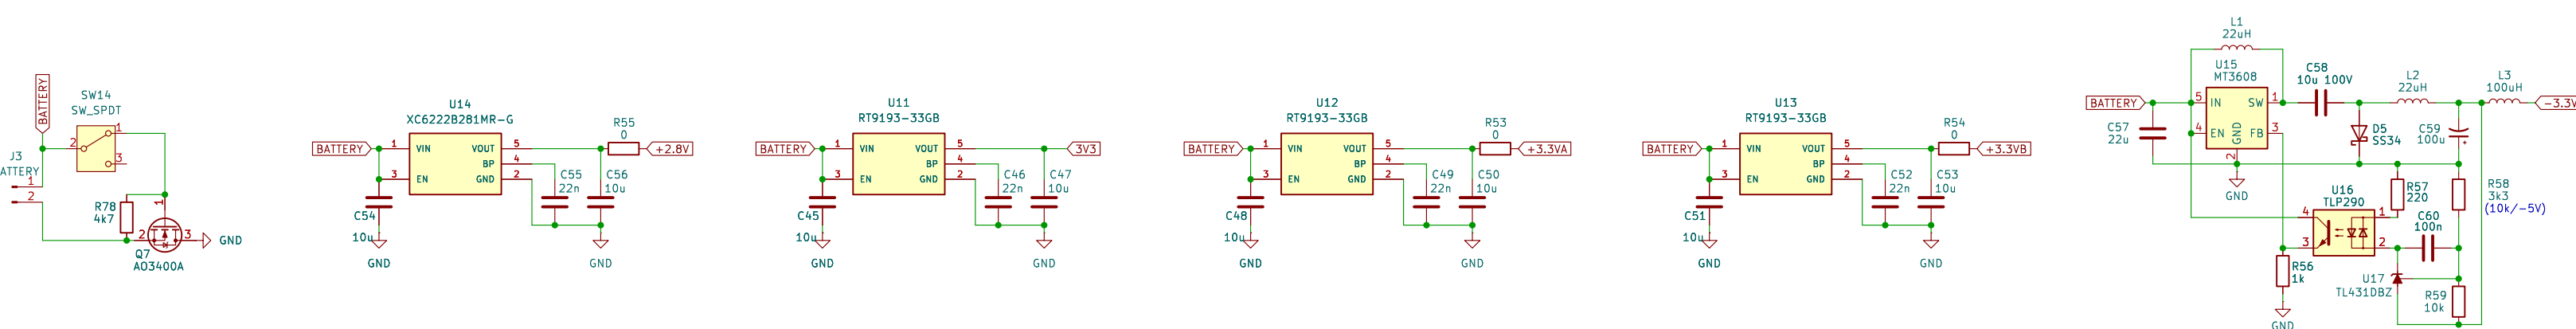 BATTERY
SW14
SW_SPDT
1
2
3
J3
ATTERY
1
2
R78
4k7
1
2
3
GND
Q7
AO3400A
U14
XC6222B281MR-G
BATTERY
1
VIN
VOUT
5
BP
4
3
EN
GND
2
R55
0
+2.8V
C54
10u
C55
22n
C56
10u
GND
GND
U11
RT9193-33GB
BATTERY
1
VIN
VOUT
5
BP
4
3
EN
GND
2
3V3
C45
10u
C46
22n
C47
10u
GND
GND
U12
RT9193-33GB
BATTERY
1
VIN
VOUT
5
BP
4
3
EN
GND
2
R53
0
+3.3VA
C48
10u
C49
22n
C50
10u
GND
GND
U13
RT9193-33GB
BATTERY
1
VIN
VOUT
5
BP
4
3
EN
GND
2
R54
0
+3.3VB
C51
10u
C52
22n
C53
10u
GND
GND
L1
22uH
U15
MT3608
BATTERY
5
IN
SW
1
4
EN
FB
3
GND
2
GND
C57
22u
C58
10u 100V
D5
SS34
L2
22uH
C59
100u
+
L3
100uH
-3.3V
U16
TLP290
4
3
1
2
R57
220
R58
3k3
(10k/-5V)
C60
100n
R56
1k
GND
U17
TL431DBZ
R59
10k